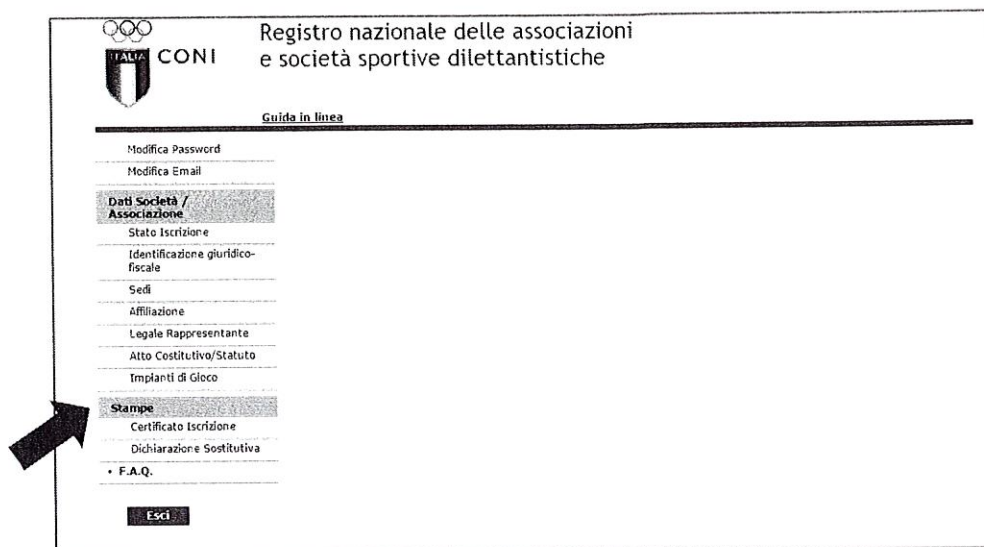 Registro nazionale delle associazioni
e società sportive dilettantistiche
ITALIA
CONI
Guida in linea
Modifica Password
Modifica Email
Dati Società /
Associazione
Stato Iscrizione
Identificazione giuridico-
fiscale
Sedi
Affiliazione
Legale Rappresentante
Atto Costitutivo/Statuto
Impianti di Gioco
Stampe
Certificato Iscrizione
Dichiarazione Sostitutiva
• F.A.Q.
Esci